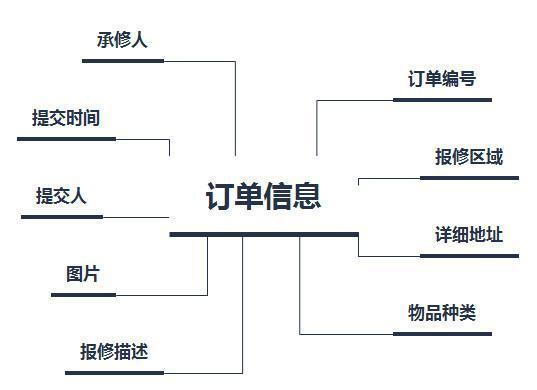 订单信息
订单编号
报修区域
详细地址
物品种类
报修描述
图片
提交人
提交时间
承修人